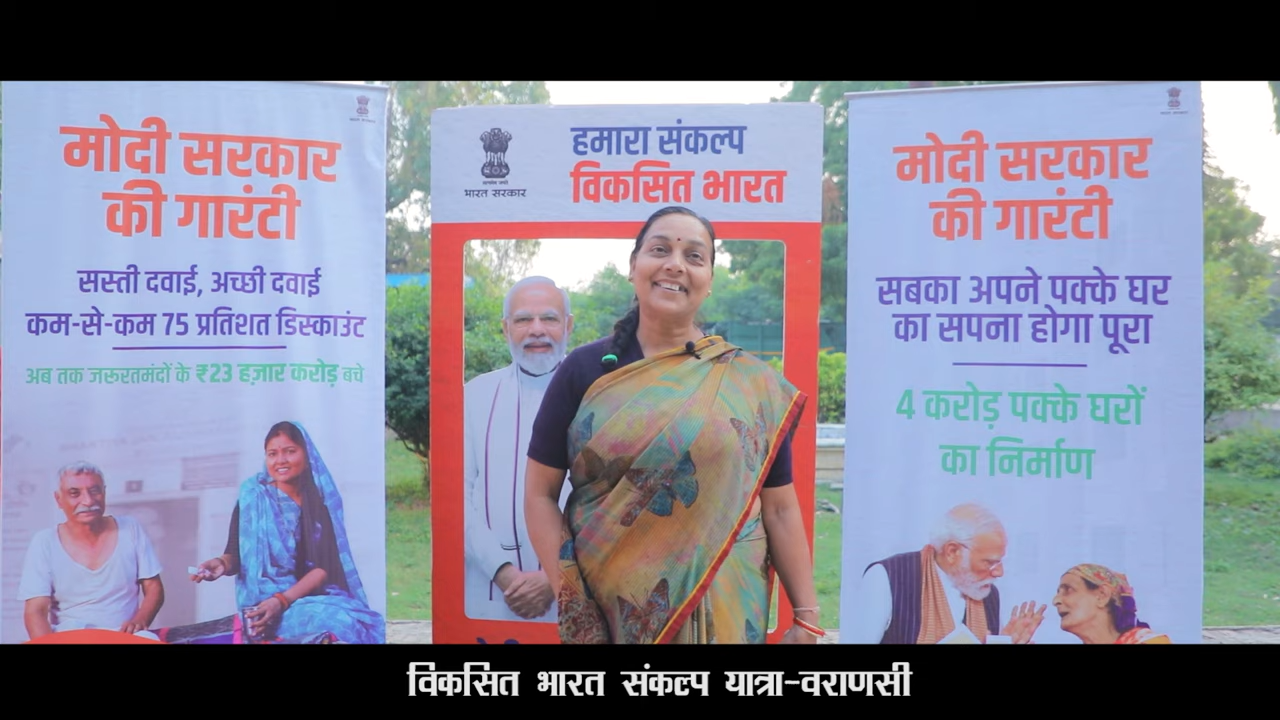 मोदी सरकार
की गारंटी
सस्ती दवाई, अच्छी दवाई
कम-से-कम 75 प्रतिशत डिस्काउंट
अब तक जरूरतमंदों के ₹23 हज़ार करोड़ बचे
भारत सरकार
हमारा संकल्प
विकसित भारत
मोदी सरकार
की गारंटी
सबका अपने पक्के घर
का सपना होगा पूरा
4 करोड़ पक्के घरों
का निर्माण
विकसित भारत संकल्प यात्रा-वराणसी